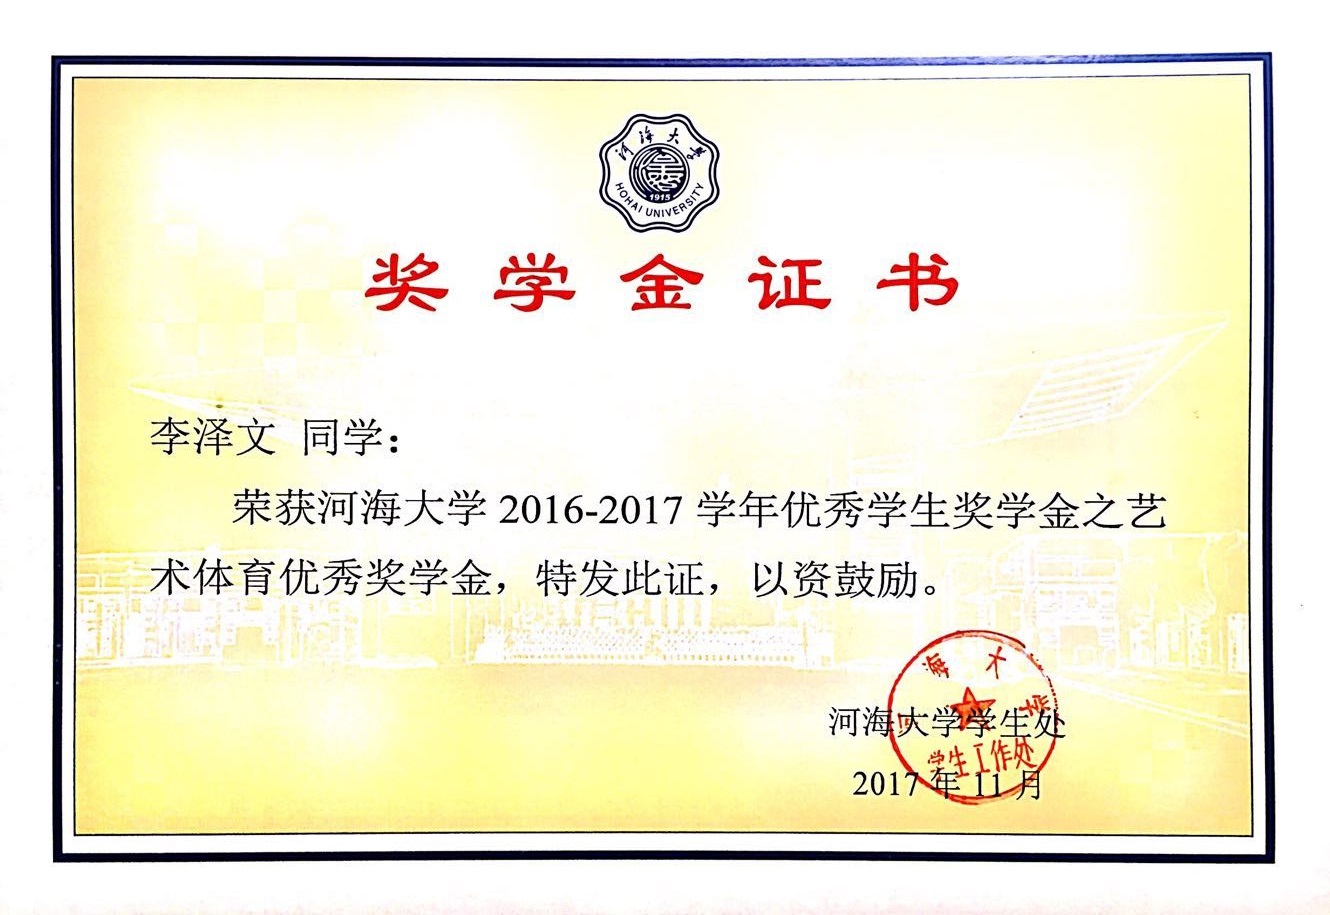 河海大学
1915
HOHAI UNIVERSITY
奖学金证书
李泽文 同学：
荣获河海大学 2016-2017 学年优秀学生奖学金之艺
术体育优秀奖学金，特发此证，以资鼓励。
河海大学学生处
2017 年 11 月
河海大学
学生工作处